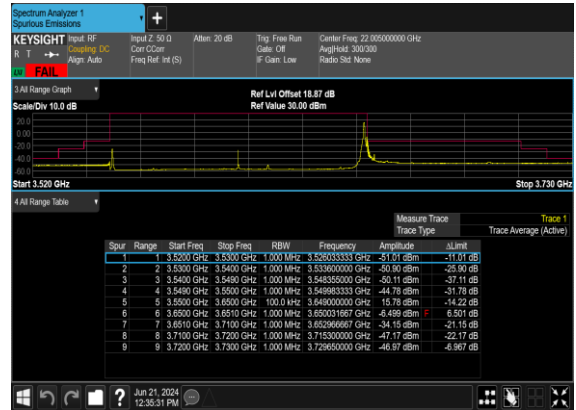 Spectrum Analyzer 1
Spurious Emissions
+
KEYSIGHT Input: RF Input Z: 50 Ω Atten: 20 dB Trig: Free Run Center Freq: 22.005000000 GHz
R T Coupling: DC Corr CCorr Gate: Off Avg|Hold: 300/300
Align: Auto Freq Ref: Int (S) IF Gain: Low Radio Std: None
LU FAIL
3 All Range Graph
Ref Lvl Offset 18.87 dB
Scale/Div 10.0 dB Ref Value 30.00 dBm
20.0
0.00
-20.0
-40.0
-60.0
Start 3.520 GHz Stop 3.730 GHz
4 All Range Table
Measure Trace Trace 1
Trace Type Trace Average (Active)
Spur Range Start Freq Stop Freq RBW Frequency Amplitude ΔLimit
1 1 3.5200 GHz 3.5300 GHz 1.000 MHz 3.526033333 GHz -51.01 dBm -11.01 dB
2 2 3.5300 GHz 3.5400 GHz 1.000 MHz 3.533600000 GHz -50.90 dBm -25.90 dB
3 3 3.5400 GHz 3.5490 GHz 1.000 MHz 3.548355000 GHz -50.11 dBm -37.11 dB
4 4 3.5490 GHz 3.5500 GHz 1.000 MHz 3.549983333 GHz -44.78 dBm -31.78 dB
5 5 3.5500 GHz 3.6500 GHz 100.0 kHz 3.649000000 GHz 15.78 dBm -14.22 dB
6 6 3.6500 GHz 3.6510 GHz 1.000 MHz 3.650031667 GHz -6.499 dBm F 6.501 dB
7 7 3.6510 GHz 3.7100 GHz 1.000 MHz 3.652966667 GHz -34.15 dBm -21.15 dB
8 8 3.7100 GHz 3.7200 GHz 1.000 MHz 3.715300000 GHz -47.17 dBm -22.17 dB
9 9 3.7200 GHz 3.7300 GHz 1.000 MHz 3.729650000 GHz -46.97 dBm -6.967 dB
? Jun 21, 2024
12:35:31 PM